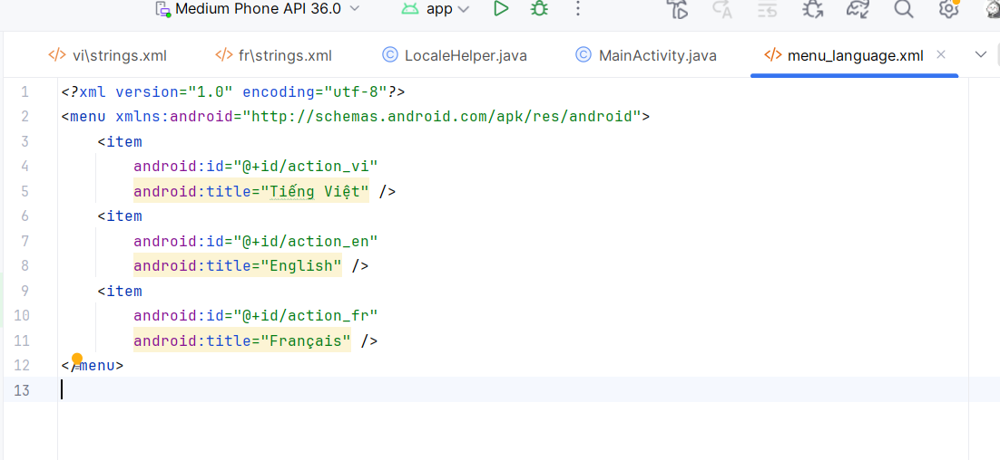 Medium Phone API 36.0 app
vi\strings.xml fr\strings.xml LocaleHelper.java MainActivity.java menu_language.xml
1 <?xml version="1.0" encoding="utf-8"?>
2 <menu xmlns:android="http://schemas.android.com/apk/res/android">
3 <item
4 android:id="@+id/action_vi"
5 android:title="Tiếng Việt" />
6 <item
7 android:id="@+id/action_en"
8 android:title="English" />
9 <item
10 android:id="@+id/action_fr"
11 android:title="Français" />
12 </menu>
13